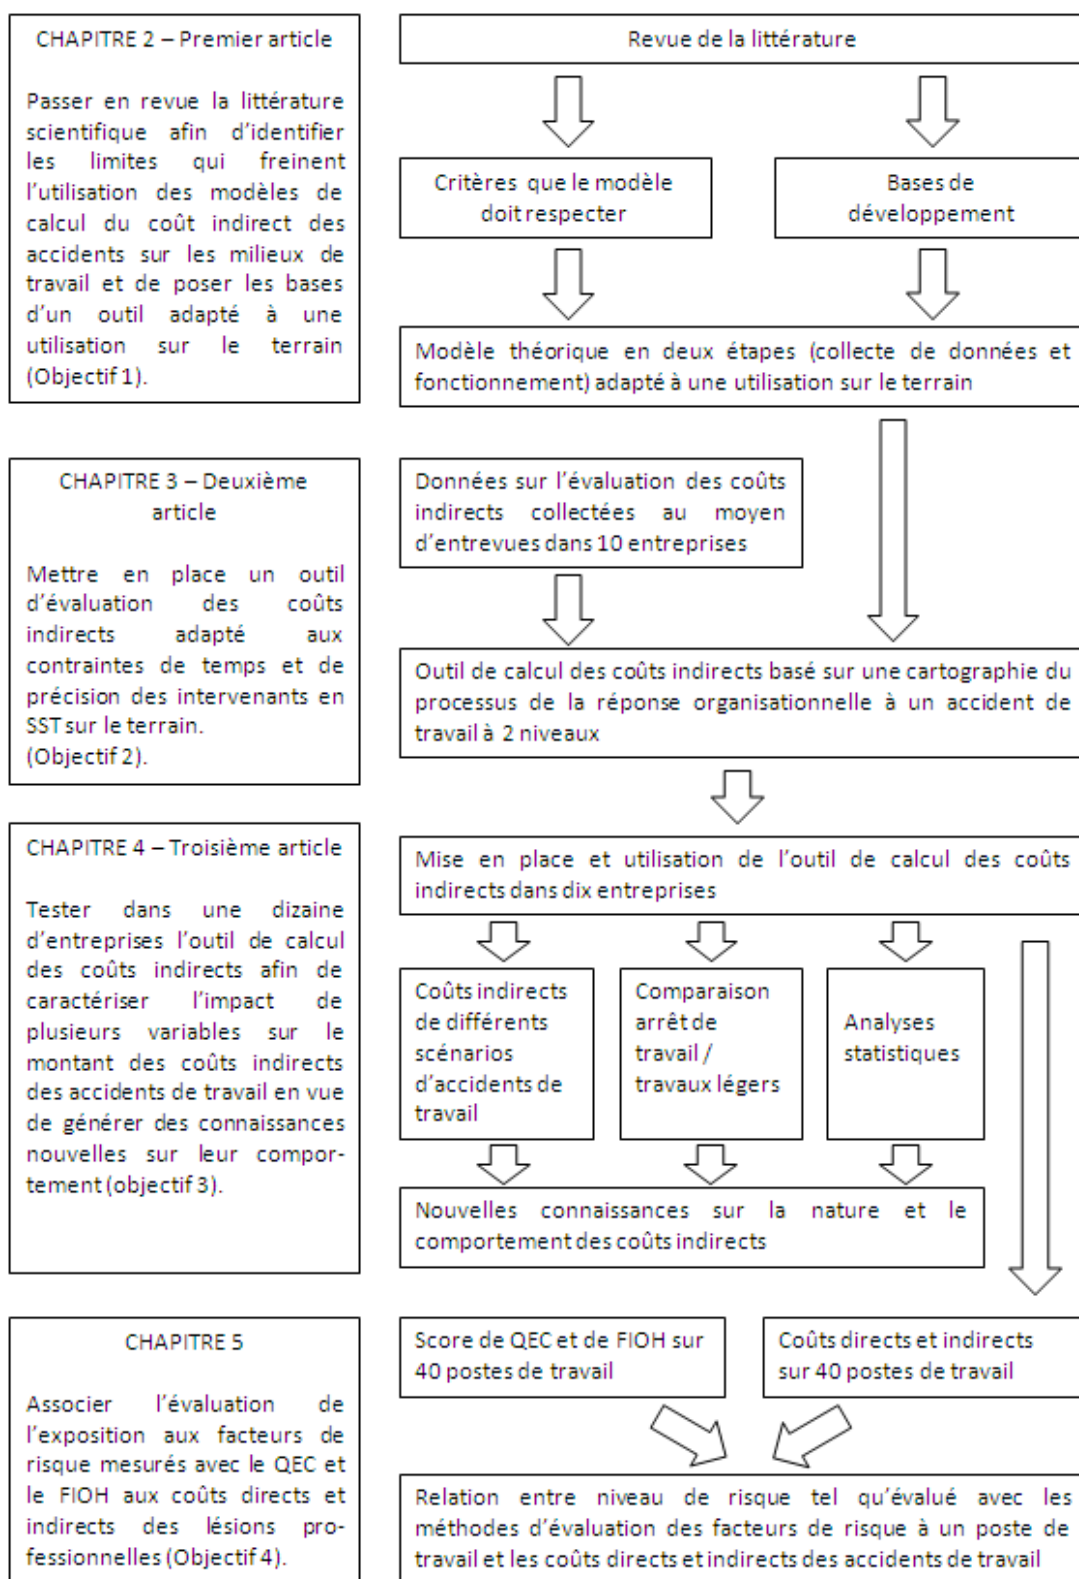 CHAPITRE 2 – Premier article
Passer en revue la littérature
scientifique afin d'identifier
les limites qui freinent
l'utilisation des modèles de
calcul du coût indirect des
accidents sur les milieux de
travail et de poser les bases
d'un outil adapté à une
utilisation sur le terrain
(Objectif 1).
Revue de la littérature
Critères que le modèle
doit respecter
Bases de
développement
Modèle théorique en deux étapes (collecte de données et
fonctionnement) adapté à une utilisation sur le terrain
CHAPITRE 3 – Deuxième
article
Mettre en place un outil
d'évaluation des coûts
indirects adapté aux
contraintes de temps et de
précision des intervenants en
SST sur le terrain.
(Objectif 2).
Données sur l'évaluation des coûts
indirects collectées au moyen
d'entrevues dans 10 entreprises
Outil de calcul des coûts indirects basé sur une cartographie du
processus de la réponse organisationnelle à un accident de
travail à 2 niveaux
CHAPITRE 4 – Troisième article
Tester dans une dizaine
d'entreprises l'outil de calcul
des coûts indirects afin de
caractériser l'impact de
plusieurs variables sur le
montant des coûts indirects
des accidents de travail en vue
de générer des connaissances
nouvelles sur leur compor-
tement (objectif 3).
Mise en place et utilisation de l'outil de calcul des coûts
indirects dans dix entreprises
Coûts indirects
de différents
scénarios
d'accidents de
travail
Comparaison
arrêt de
travail /
travaux légers
Analyses
statistiques
Nouvelles connaissances sur la nature et le
comportement des coûts indirects
CHAPITRE 5
Associer l'évaluation de
l'exposition aux facteurs de
risque mesurés avec le QEC et
le FIOH aux coûts directs et
indirects des lésions pro-
fessionnelles (Objectif 4).
Score de QEC et de FIOH sur
40 postes de travail
Coûts directs et indirects
sur 40 postes de travail
Relation entre niveau de risque tel qu'évalué avec les
méthodes d'évaluation des facteurs de risque à un poste de
travail et les coûts directs et indirects des accidents de travail